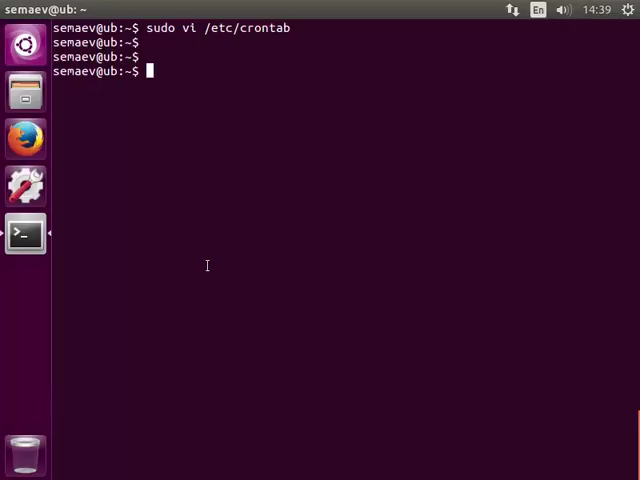 semaev@ub: ~
En
14:39
semaev@ub:~$ sudo vi /etc/crontab
semaev@ub:~$
semaev@ub:~$
semaev@ub:~$
>_